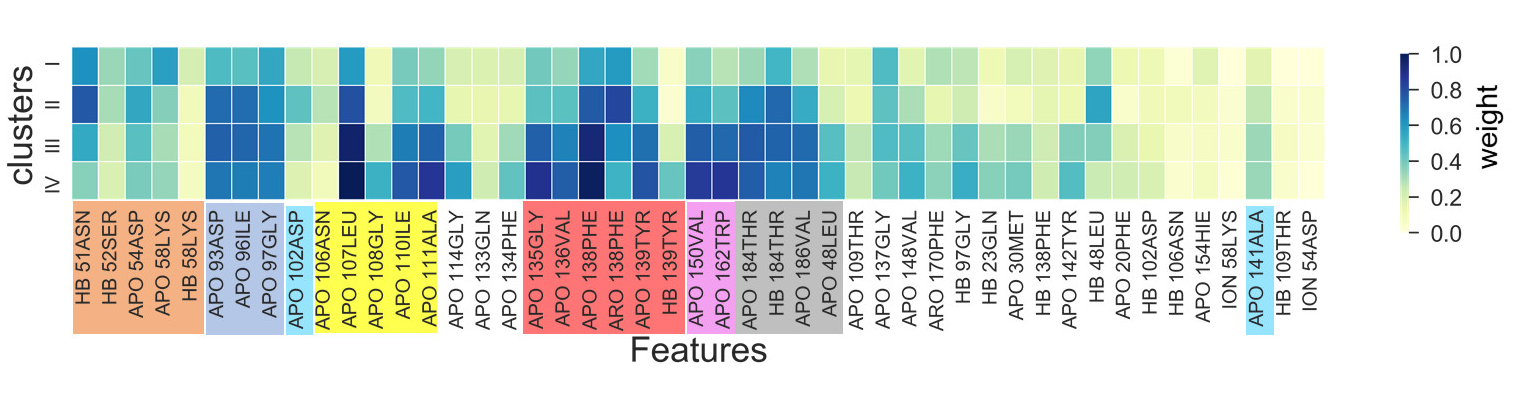 clusters
I
II
III
IV
HB 51ASN
HB 52SER
APO 54ASP
APO 58LYS
HB 58LYS
APO 93ASP
APO 96ILE
APO 97GLY
APO 102ASP
APO 106ASN
APO 107LEU
APO 108GLY
APO 110ILE
APO 111ALA
APO 114GLY
APO 133GLN
APO 134PHE
APO 135GLY
APO 136VAL
APO 138PHE
ARO 138PHE
APO 139TYR
HB 139TYR
APO 150VAL
APO 162TRP
APO 184THR
HB 184THR
APO 186VAL
APO 48LEU
APO 109THR
APO 137GLY
APO 148VAL
ARO 170PHE
HB 97GLY
HB 23GLN
APO 30MET
HB 138PHE
APO 142TYR
HB 48LEU
APO 20PHE
HB 102ASP
HB 106ASN
APO 154HIE
ION 58LYS
APO 141ALA
HB 109THR
ION 54ASP
Features
1.0
0.8
0.6
0.4
0.2
0.0
weight